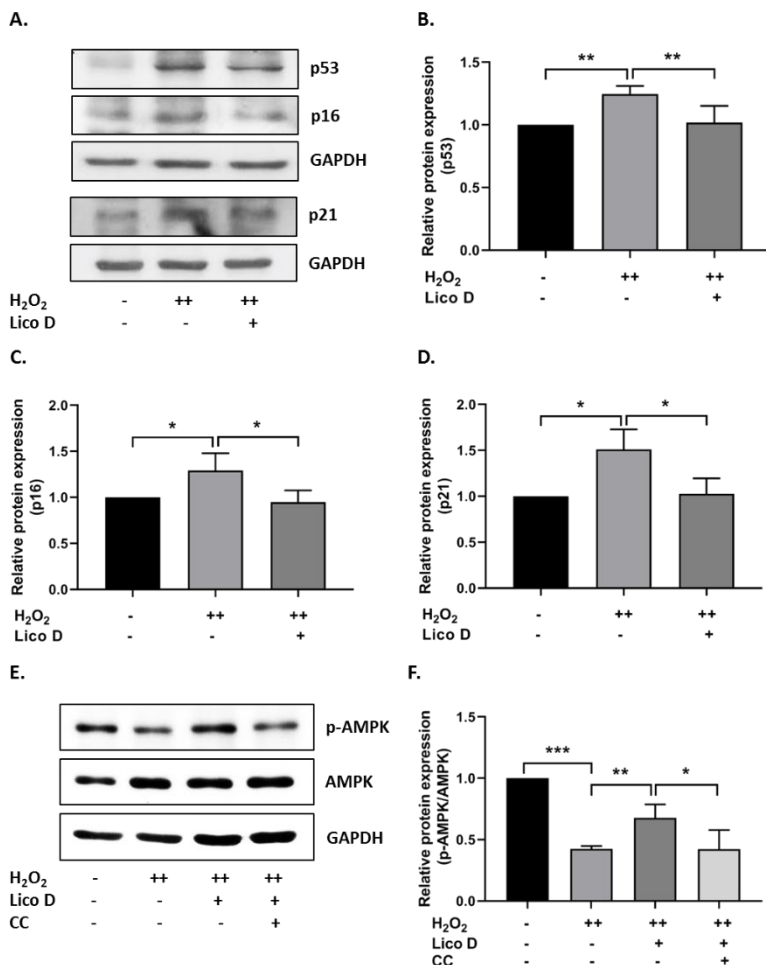 A.
p53
p16
GAPDH
p21
GAPDH
H₂O₂ - ++ ++
Lico D - - +
B.
Relative protein expression
(p53)
1.5
1.0
0.5
0.0
** **
H₂O₂ - ++ ++
Lico D - - +
C.
Relative protein expression
(p16)
2.0
1.5
1.0
0.5
0.0
* *
H₂O₂ - ++ ++
Lico D - - +
D.
Relative protein expression
(p21)
2.0
1.5
1.0
0.5
0.0
* *
H₂O₂ - ++ ++
Lico D - - +
E.
p-AMPK
AMPK
GAPDH
H₂O₂ - ++ ++ ++
Lico D - - + +
CC - - - +
F.
Relative protein expression
(p-AMPK/AMPK)
1.5
1.0
0.5
0.0
*** ** *
H₂O₂ - ++ ++ ++
Lico D - - + +
CC - - - +